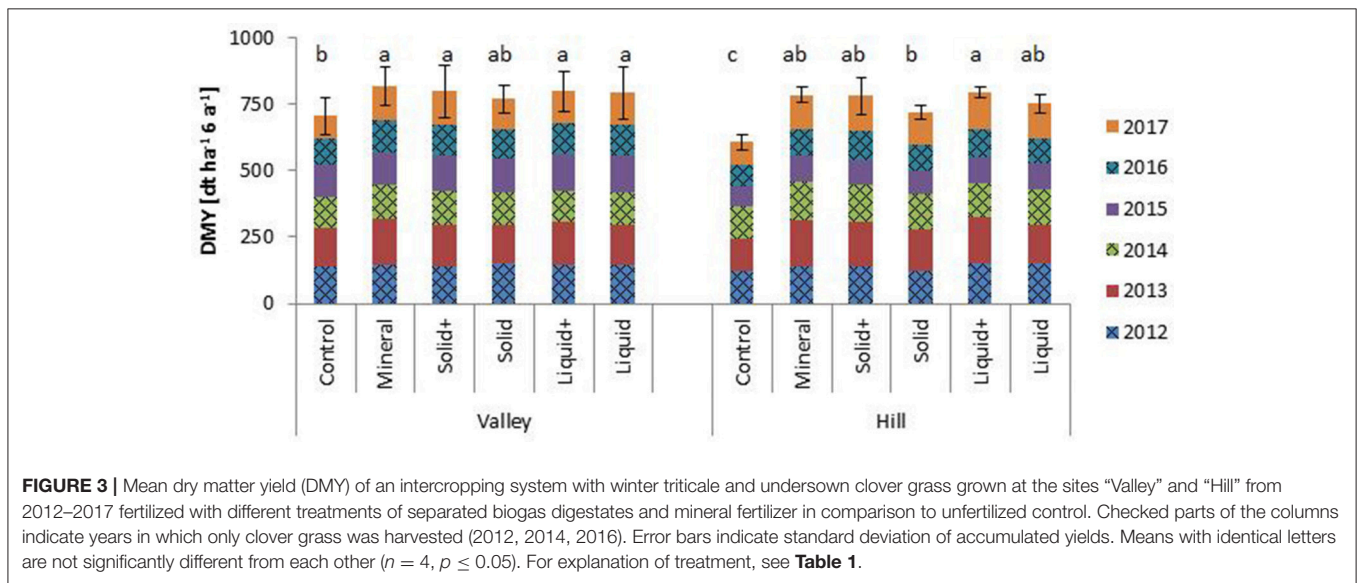 1000
b a a ab a a c ab ab b a ab
750
500
250
0
DMY [dt ha⁻¹ 6 a⁻¹]
2017
2016
2015
2014
2013
2012
Control Mineral Solid+ Solid Liquid+ Liquid Control Mineral Solid+ Solid Liquid+ Liquid
Valley Hill
FIGURE 3 | Mean dry matter yield (DMY) of an intercropping system with winter triticale and undersown clover grass grown at the sites “Valley” and “Hill” from
2012–2017 fertilized with different treatments of separated biogas digestates and mineral fertilizer in comparison to unfertilized control. Checked parts of the columns
indicate years in which only clover grass was harvested (2012, 2014, 2016). Error bars indicate standard deviation of accumulated yields. Means with identical letters
are not significantly different from each other (n = 4, p ≤ 0.05). For explanation of treatment, see Table 1.